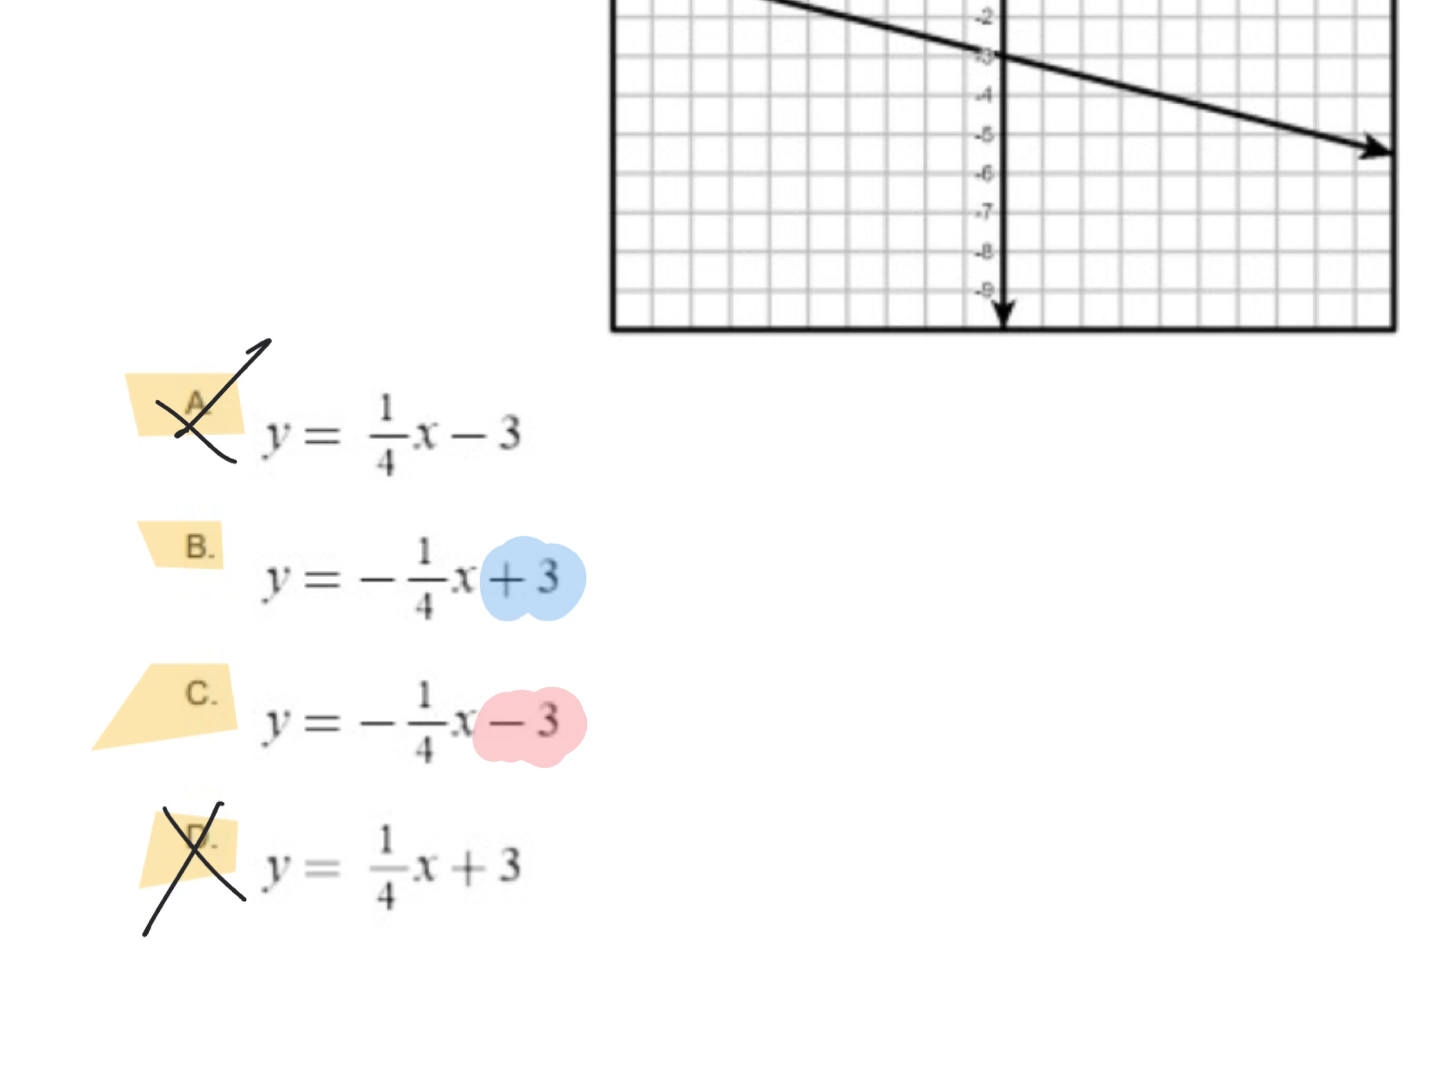 -2
-3
-4
-5
-6
-7
-8
-9
A. y = 1/4 x − 3
B. y = − 1/4 x + 3
C. y = − 1/4 x − 3
D. y = 1/4 x + 3